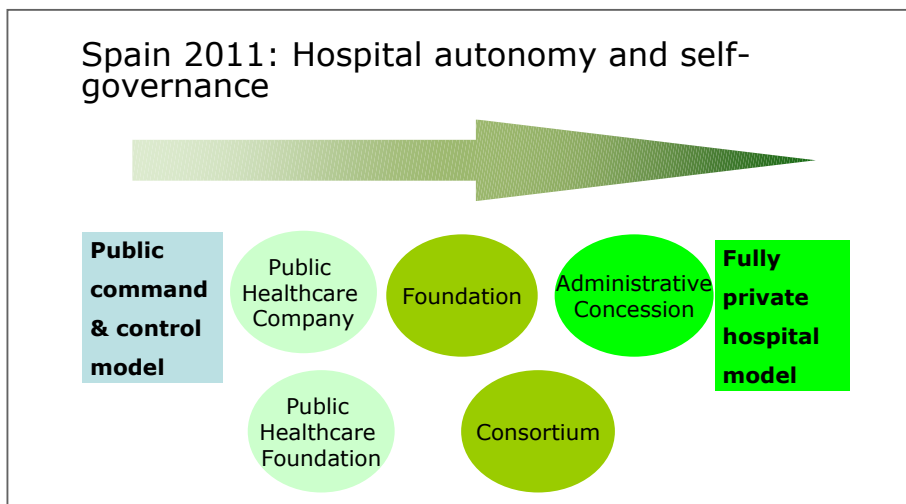 Spain 2011: Hospital autonomy and self-
governance
Public
command
& control
model
Public
Healthcare
Company
Foundation
Administrative
Concession
Fully
private
hospital
model
Public
Healthcare
Foundation
Consortium